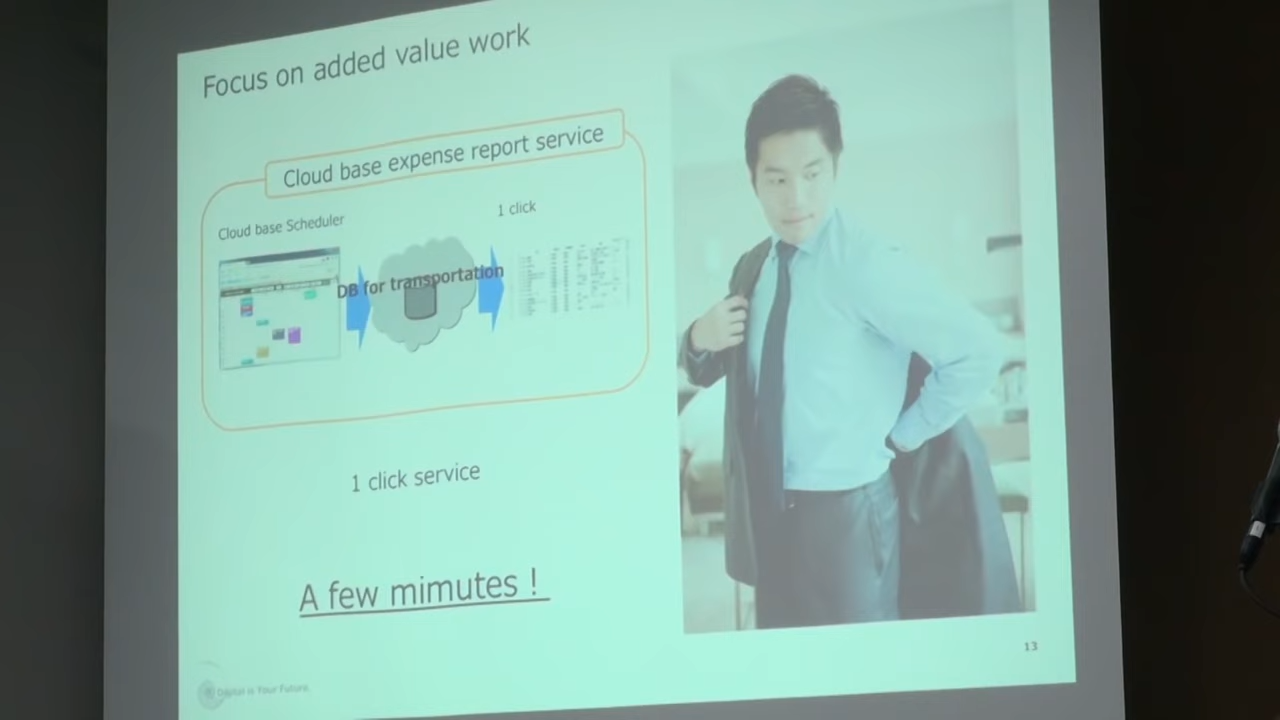 Focus on added value work
Cloud base expense report service
Cloud base Scheduler
1 click
DB for transportation
1 click service
A few mimutes !
13
Digital is Your Future